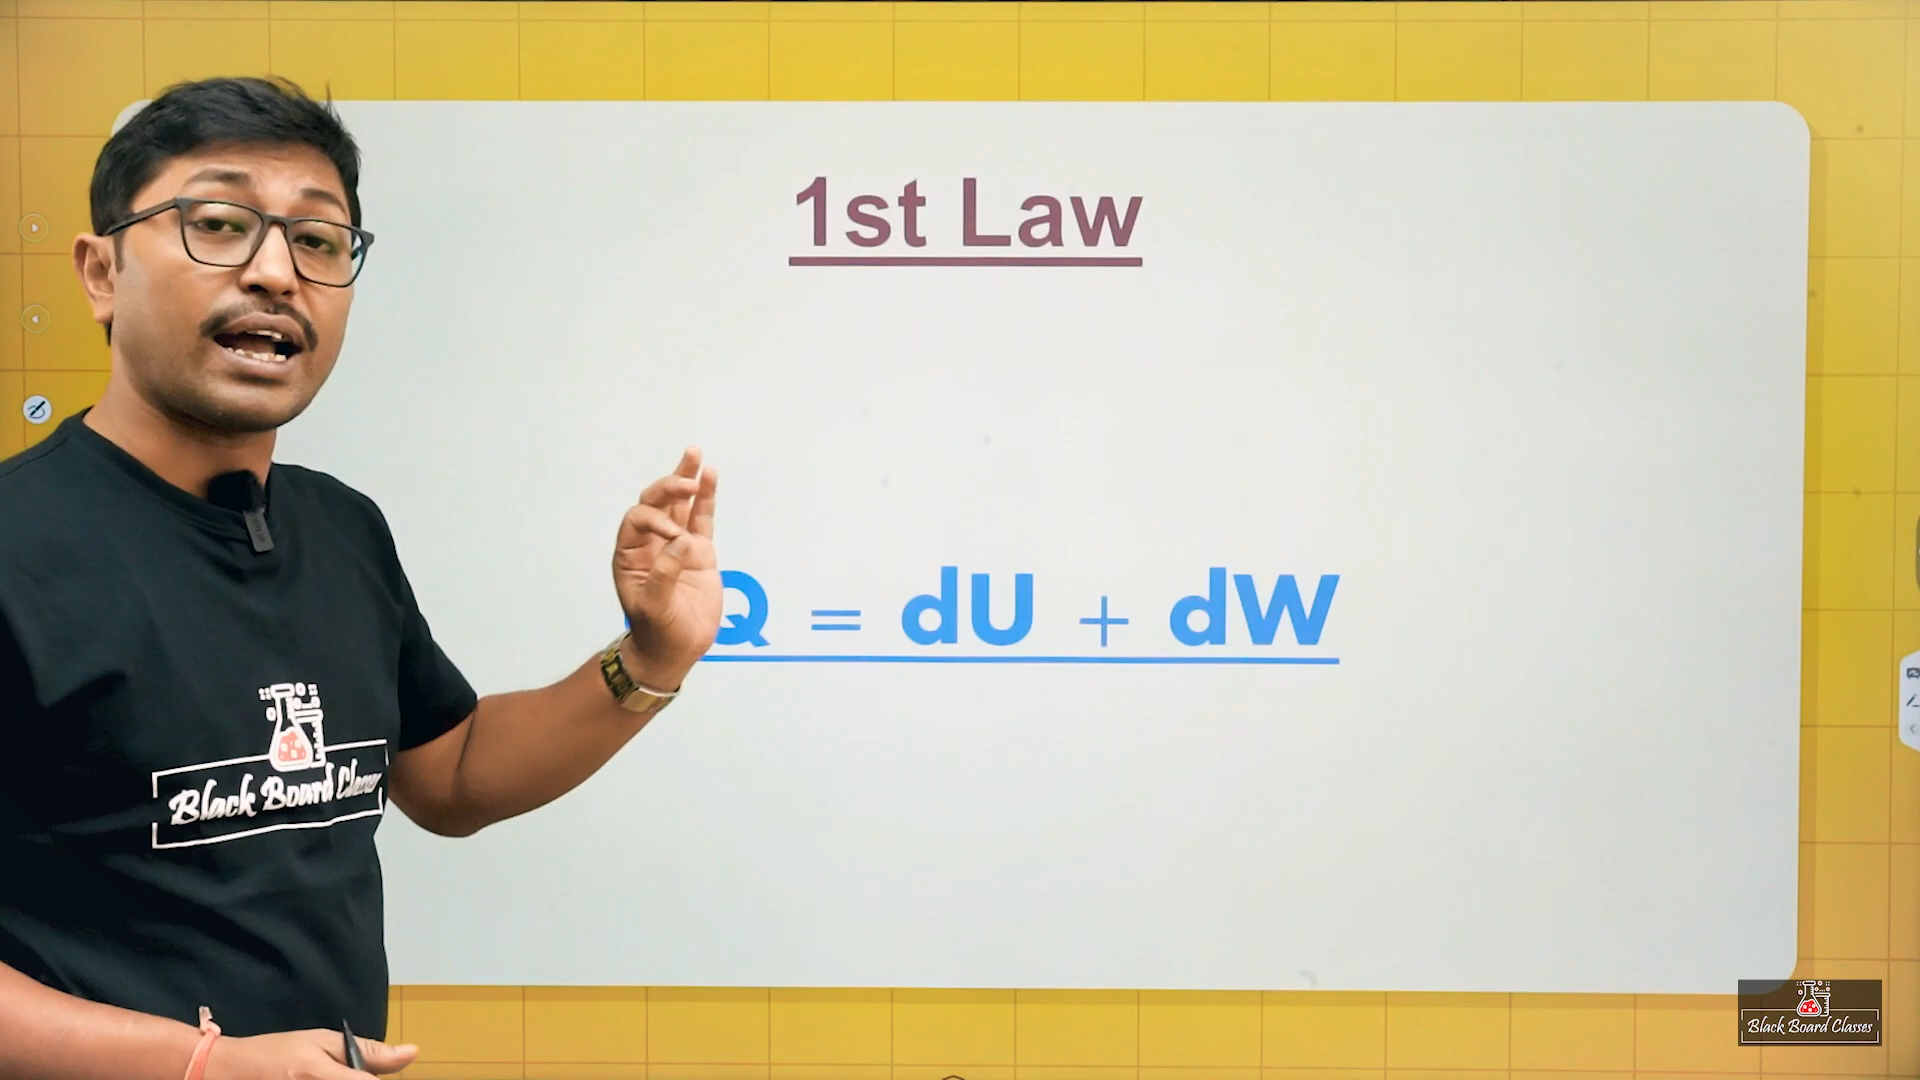 1st Law
Q = dU + dW
Black Board Classes
Black Board Classes